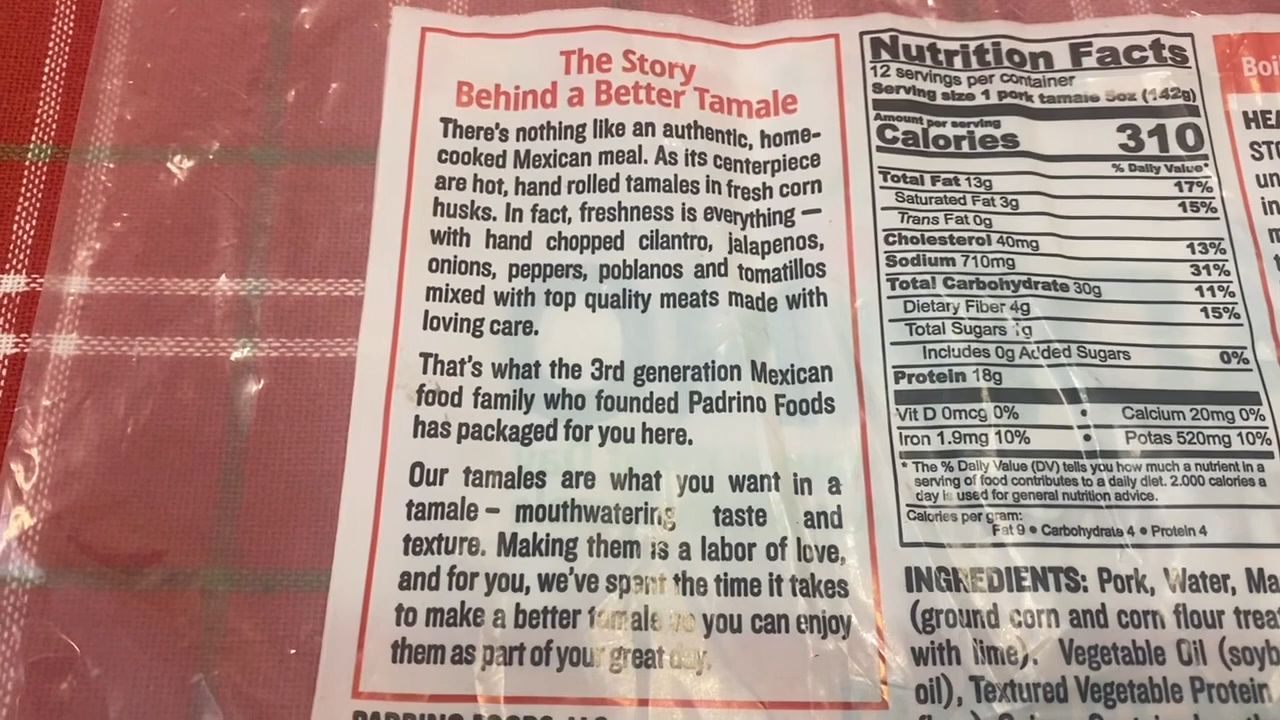 The Story
Behind a Better Tamale
There's nothing like an authentic, home-
cooked Mexican meal. As its centerpiece
are hot, hand rolled tamales in fresh corn
husks. In fact, freshness is everything –
with hand chopped cilantro, jalapenos,
onions, peppers, poblanos and tomatillos
mixed with top quality meats made with
loving care.
That's what the 3rd generation Mexican
food family who founded Padrino Foods
has packaged for you here.
Our tamales are what you want in a
tamale – mouthwatering taste and
texture. Making them is a labor of love,
and for you, we've spent the time it takes
to make a better tamale so you can enjoy
them as part of your great day.
Nutrition Facts
12 servings per container
Serving size 1 pork tamale 5oz (142g)
Amount per serving
Calories 310
% Daily Value*
Total Fat 13g 17%
Saturated Fat 3g 15%
Trans Fat 0g
Cholesterol 40mg 13%
Sodium 710mg 31%
Total Carbohydrate 30g 11%
Dietary Fiber 4g 15%
Total Sugars 1g
Includes 0g Added Sugars 0%
Protein 18g
Vit D 0mcg 0% • Calcium 20mg 0%
Iron 1.9mg 10% • Potas 520mg 10%
* The % Daily Value (DV) tells you how much a nutrient in a
serving of food contributes to a daily diet. 2.000 calories a
day is used for general nutrition advice.
Calories per gram:
Fat 9 • Carbohydrate 4 • Protein 4
INGREDIENTS: Pork, Water, Ma
(ground corn and corn flour trea
with lime). Vegetable Oil (soyb
oil), Textured Vegetable Protein
Boi
HEA
STO
un
in